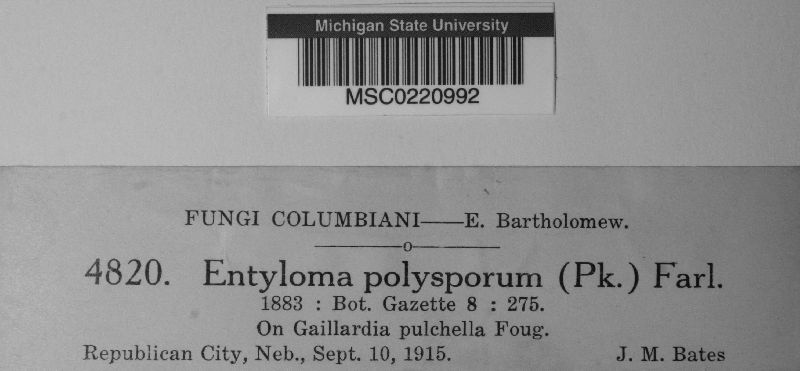 Michigan State University
MSC0220992
FUNGI COLUMBIANI——E. Bartholomew.
4820. Entyloma polysporum (Pk.) Farl.
1883 : Bot. Gazette 8 : 275.
On Gaillardia pulchella Foug.
Republican City, Neb., Sept. 10, 1915. J. M. Bates